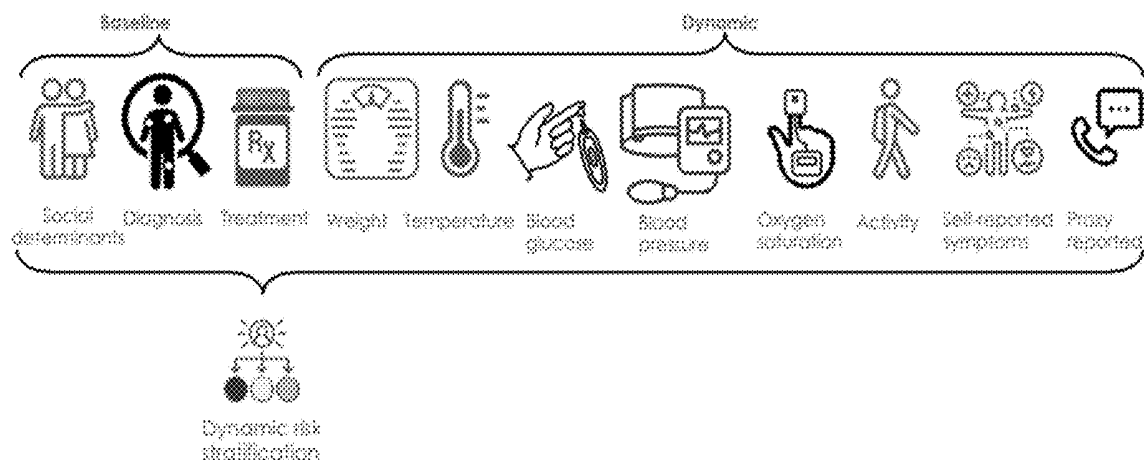 Baseline
Dynamic
Rx
Social
determinants
Diagnosis
Treatment
Weight
Temperature
Blood
glucose
Blood
pressure
Oxygen
saturation
Activity
Self-reported
symptoms
Proxy
reported
Dynamic risk
stratification